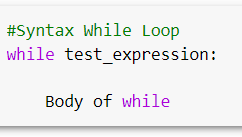 #Syntax While Loop
while test_expression:
Body of while